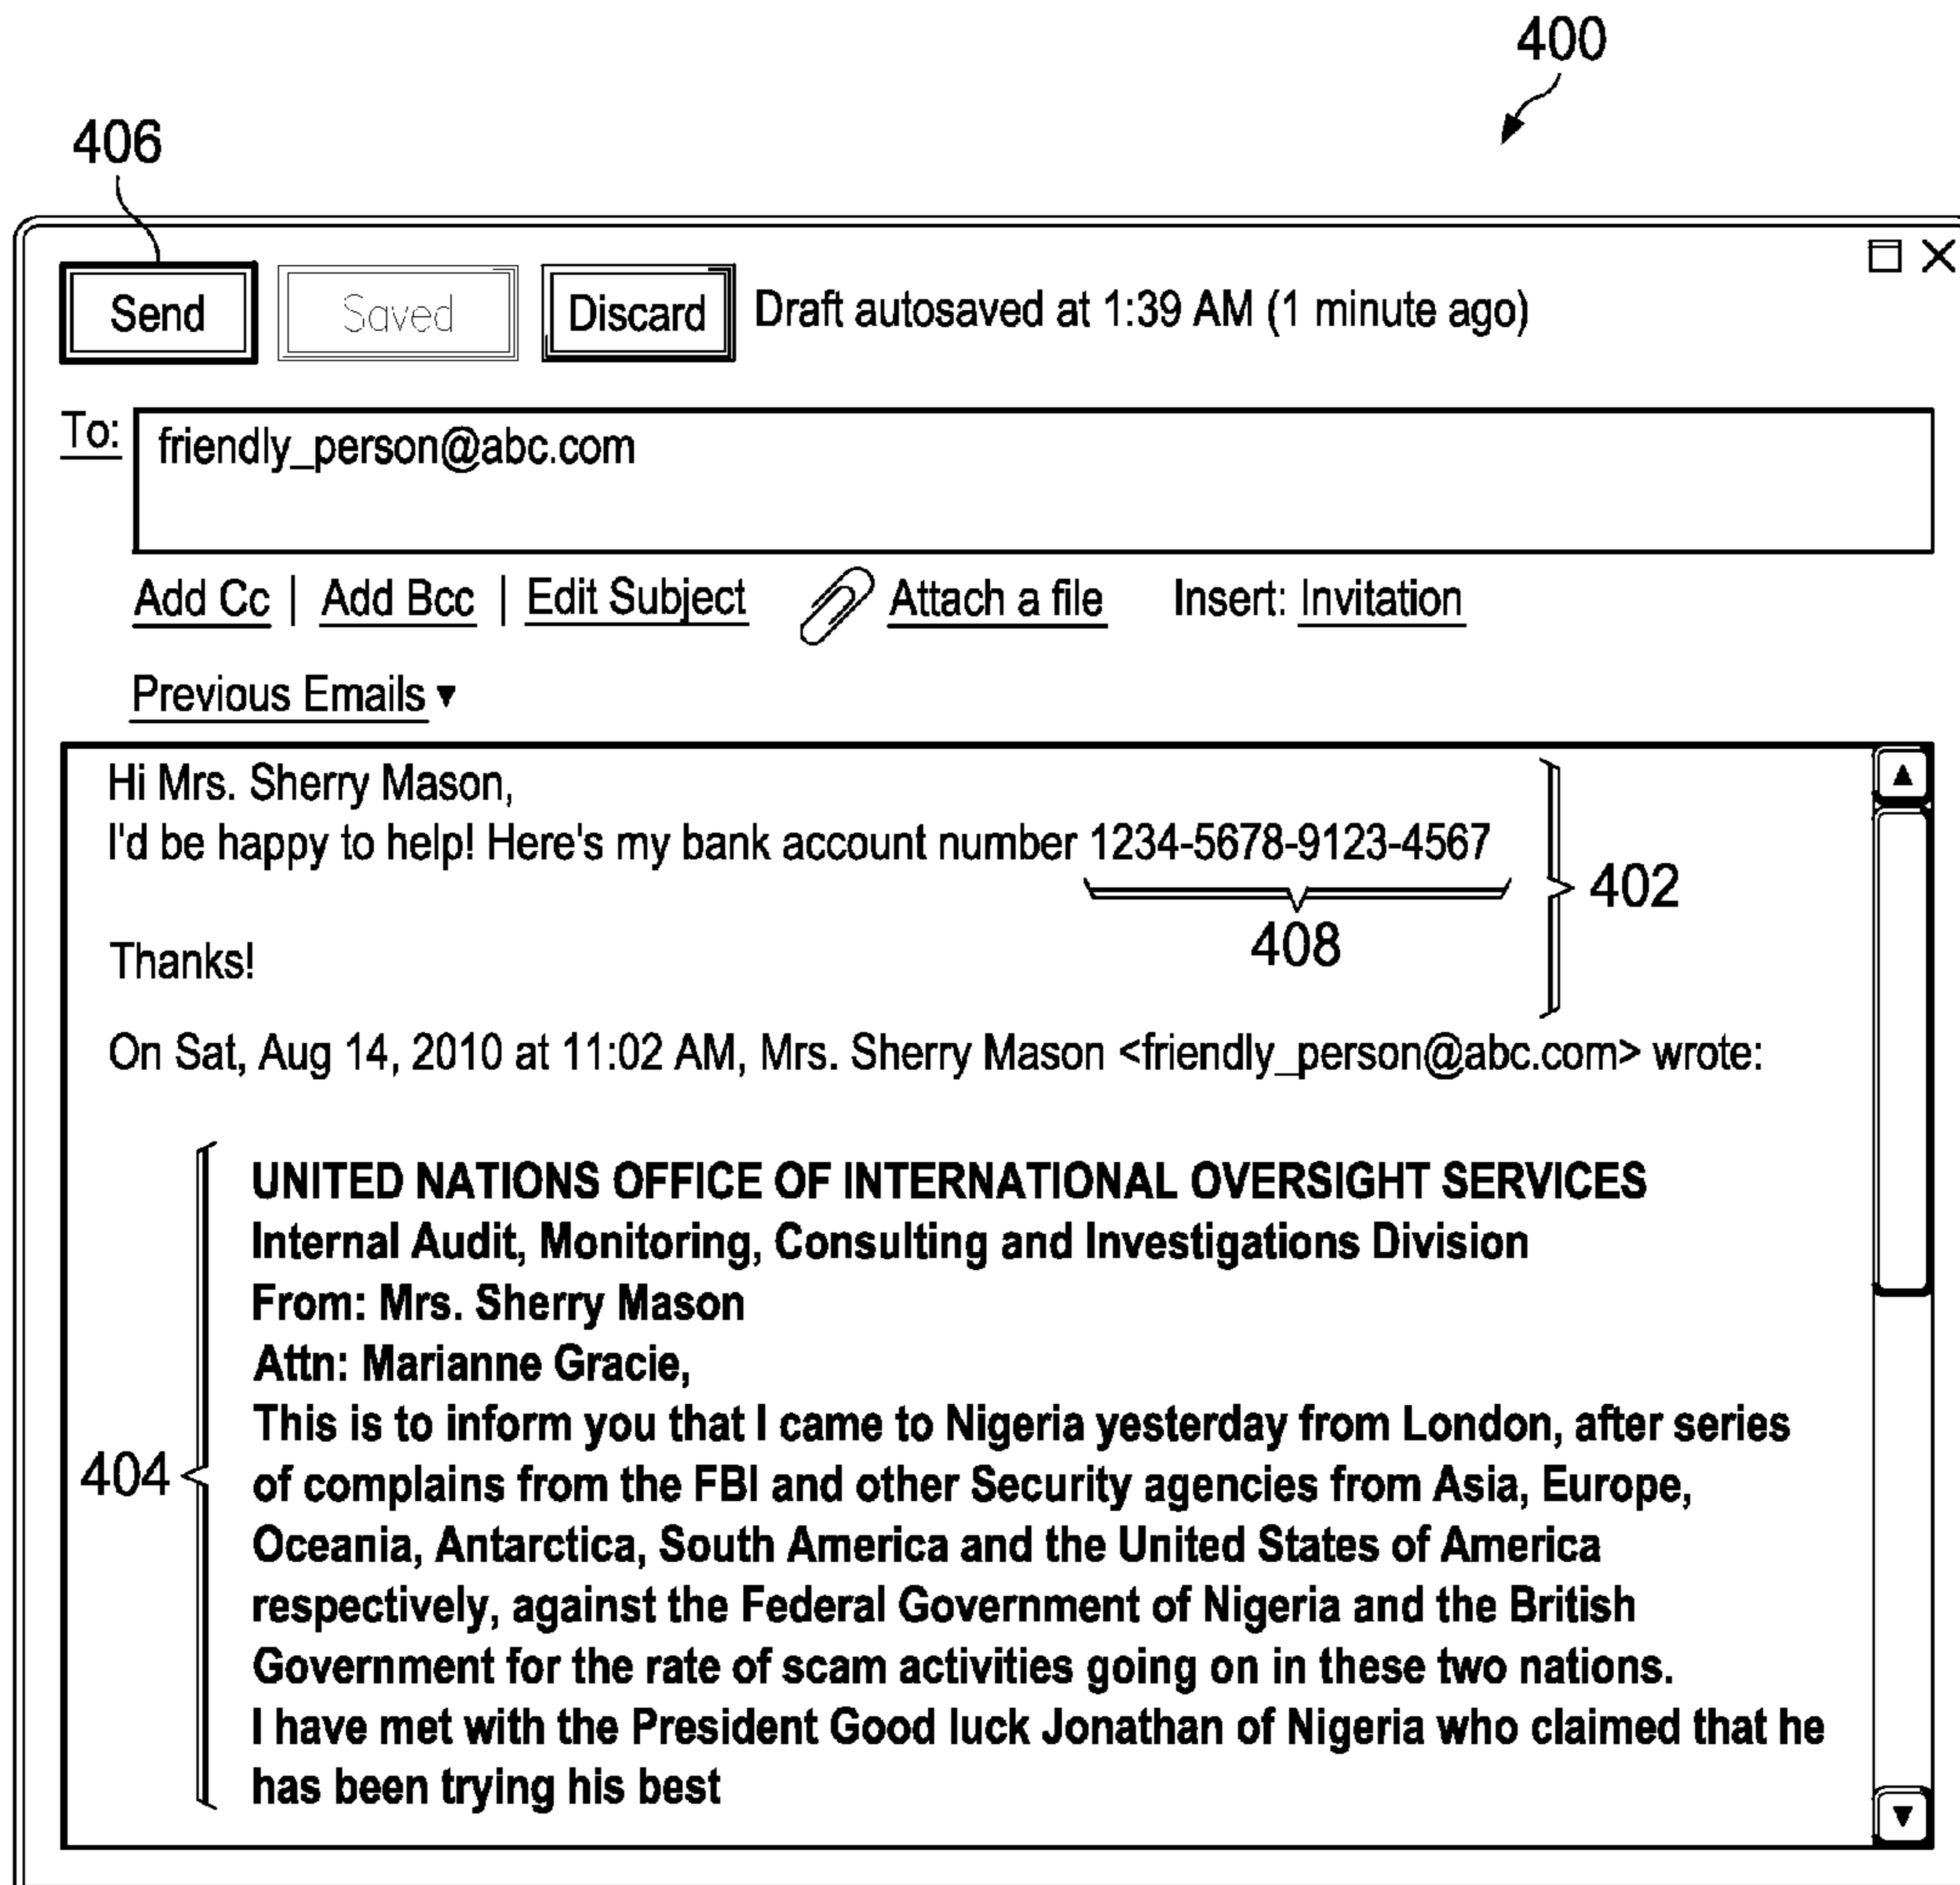 400
406
Send Saved Discard Draft autosaved at 1:39 AM (1 minute ago)
To: friendly_person@abc.com
Add Cc | Add Bcc | Edit Subject Attach a file Insert: Invitation
Previous Emails ▾
Hi Mrs. Sherry Mason,
I'd be happy to help! Here's my bank account number 1234-5678-9123-4567
402
408
Thanks!
On Sat, Aug 14, 2010 at 11:02 AM, Mrs. Sherry Mason <friendly_person@abc.com> wrote:
UNITED NATIONS OFFICE OF INTERNATIONAL OVERSIGHT SERVICES
Internal Audit, Monitoring, Consulting and Investigations Division
From: Mrs. Sherry Mason
Attn: Marianne Gracie,
This is to inform you that I came to Nigeria yesterday from London, after series
404
of complains from the FBI and other Security agencies from Asia, Europe,
Oceania, Antarctica, South America and the United States of America
respectively, against the Federal Government of Nigeria and the British
Government for the rate of scam activities going on in these two nations.
I have met with the President Good luck Jonathan of Nigeria who claimed that he
has been trying his best